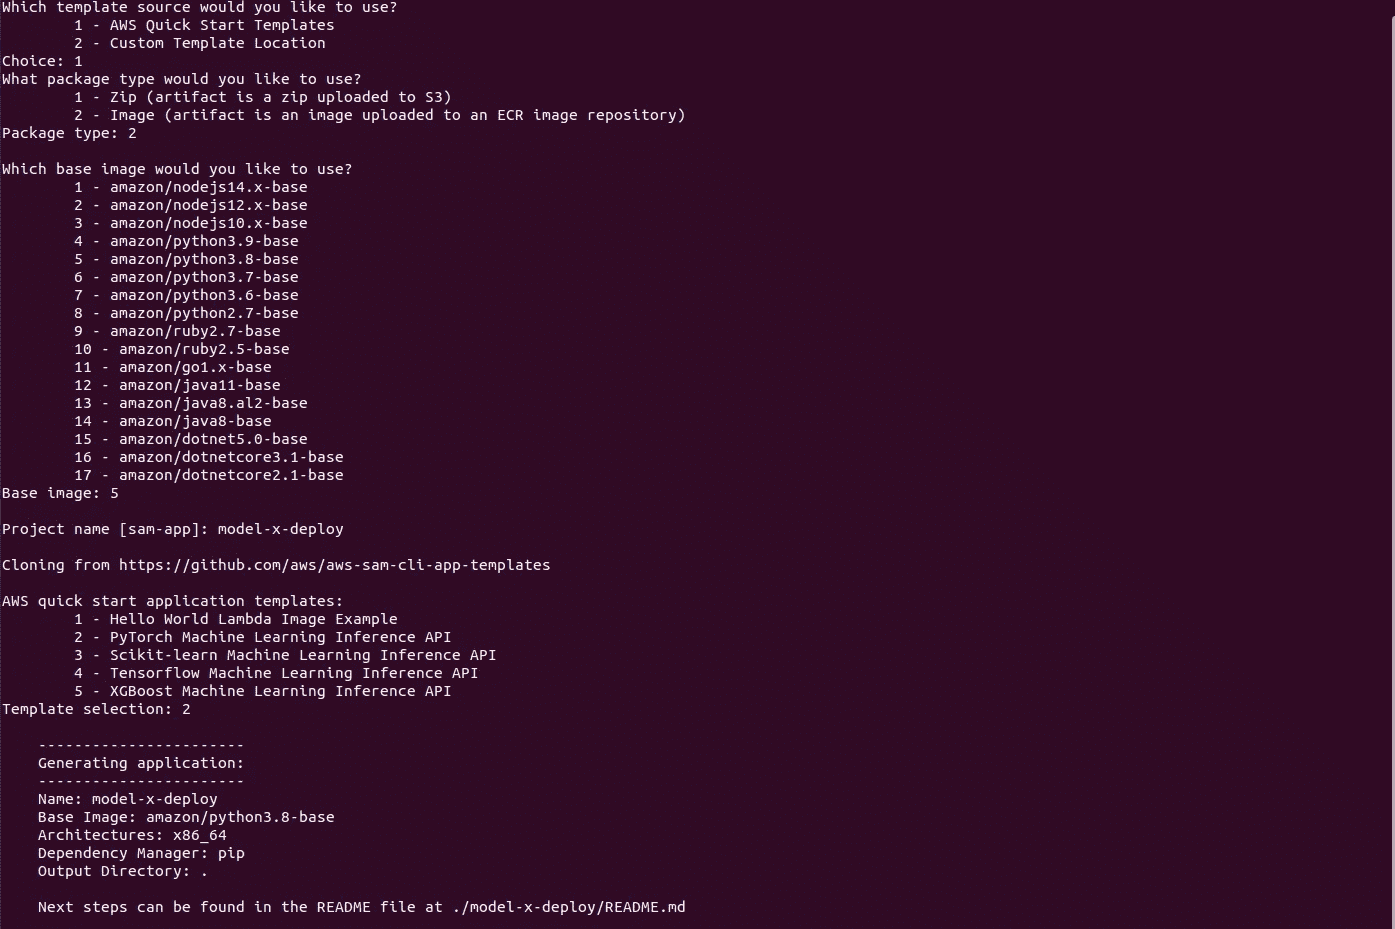 Which template source would you like to use?
1 - AWS Quick Start Templates
2 - Custom Template Location
Choice: 1
What package type would you like to use?
1 - Zip (artifact is a zip uploaded to S3)
2 - Image (artifact is an image uploaded to an ECR image repository)
Package type: 2
Which base image would you like to use?
1 - amazon/nodejs14.x-base
2 - amazon/nodejs12.x-base
3 - amazon/nodejs10.x-base
4 - amazon/python3.9-base
5 - amazon/python3.8-base
6 - amazon/python3.7-base
7 - amazon/python3.6-base
8 - amazon/python2.7-base
9 - amazon/ruby2.7-base
10 - amazon/ruby2.5-base
11 - amazon/go1.x-base
12 - amazon/java11-base
13 - amazon/java8.al2-base
14 - amazon/java8-base
15 - amazon/dotnet5.0-base
16 - amazon/dotnetcore3.1-base
17 - amazon/dotnetcore2.1-base
Base image: 5
Project name [sam-app]: model-x-deploy
Cloning from https://github.com/aws/aws-sam-cli-app-templates
AWS quick start application templates:
1 - Hello World Lambda Image Example
2 - PyTorch Machine Learning Inference API
3 - Scikit-learn Machine Learning Inference API
4 - Tensorflow Machine Learning Inference API
5 - XGBoost Machine Learning Inference API
Template selection: 2
-----------------------
Generating application:
-----------------------
Name: model-x-deploy
Base Image: amazon/python3.8-base
Architectures: x86_64
Dependency Manager: pip
Output Directory: .
Next steps can be found in the README file at ./model-x-deploy/README.md